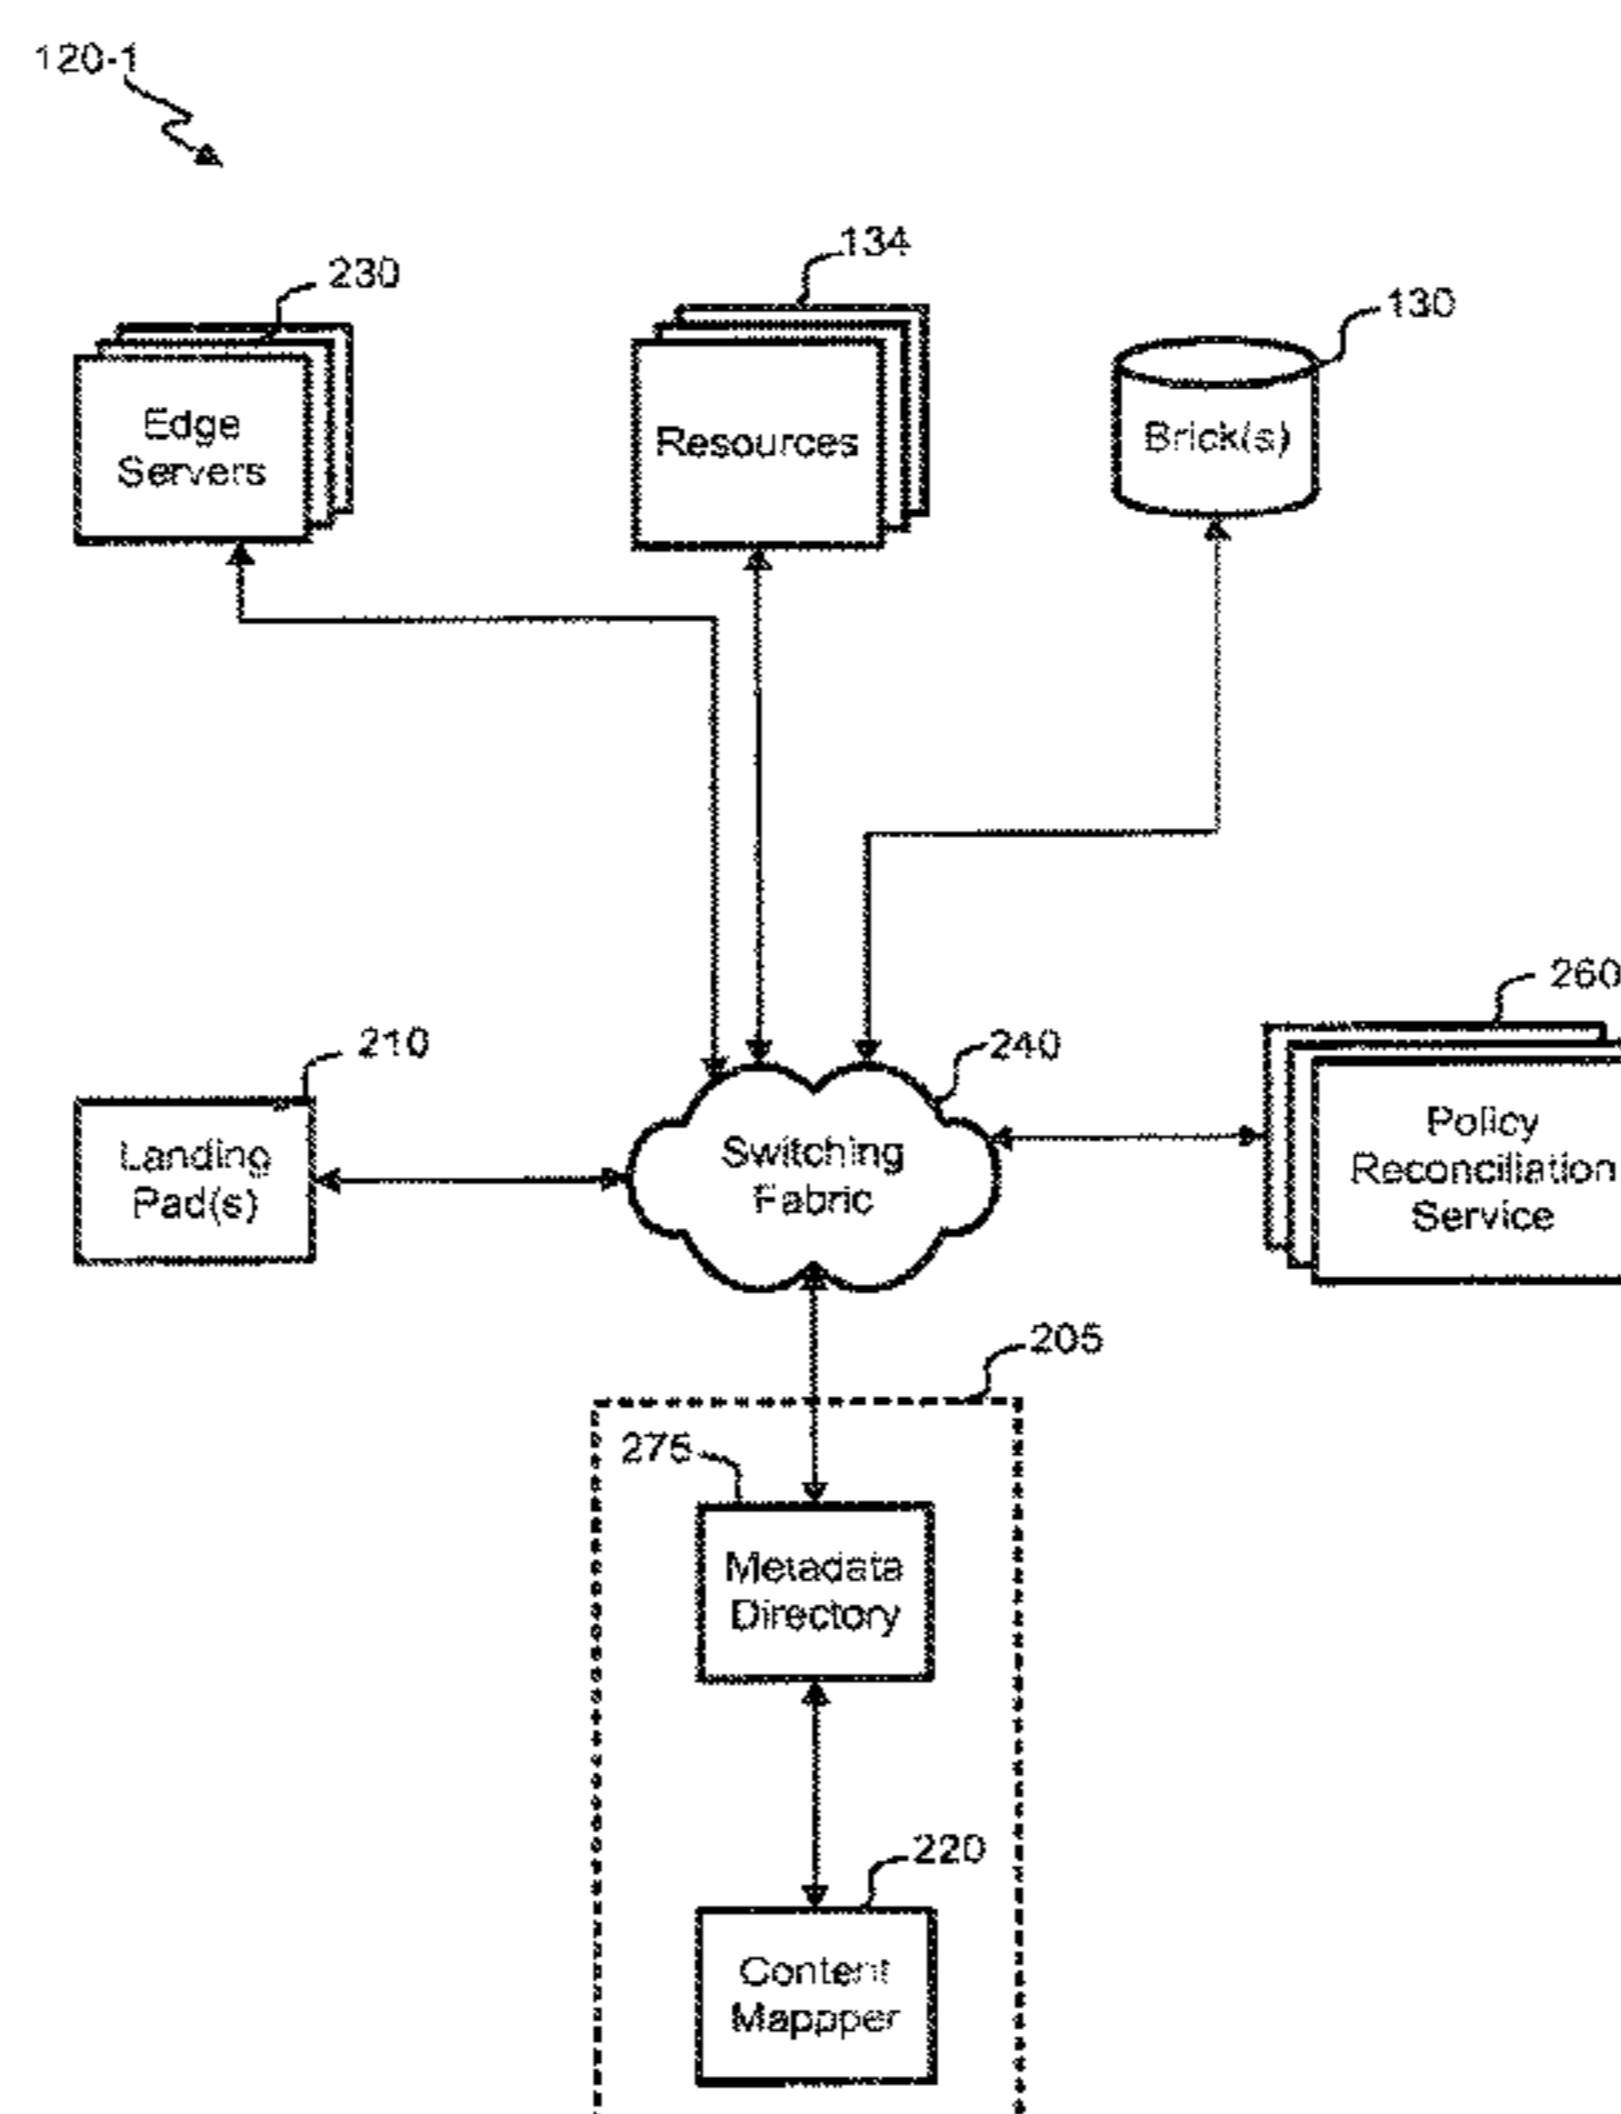 120-1
134
230
130
Edge
Servers
Resources
Brick(s)
260
210
240
Landing
Pad(s)
Switching
Fabric
Policy
Reconciliation
Service
205
275
Metadata
Directory
220
Content
Mappper